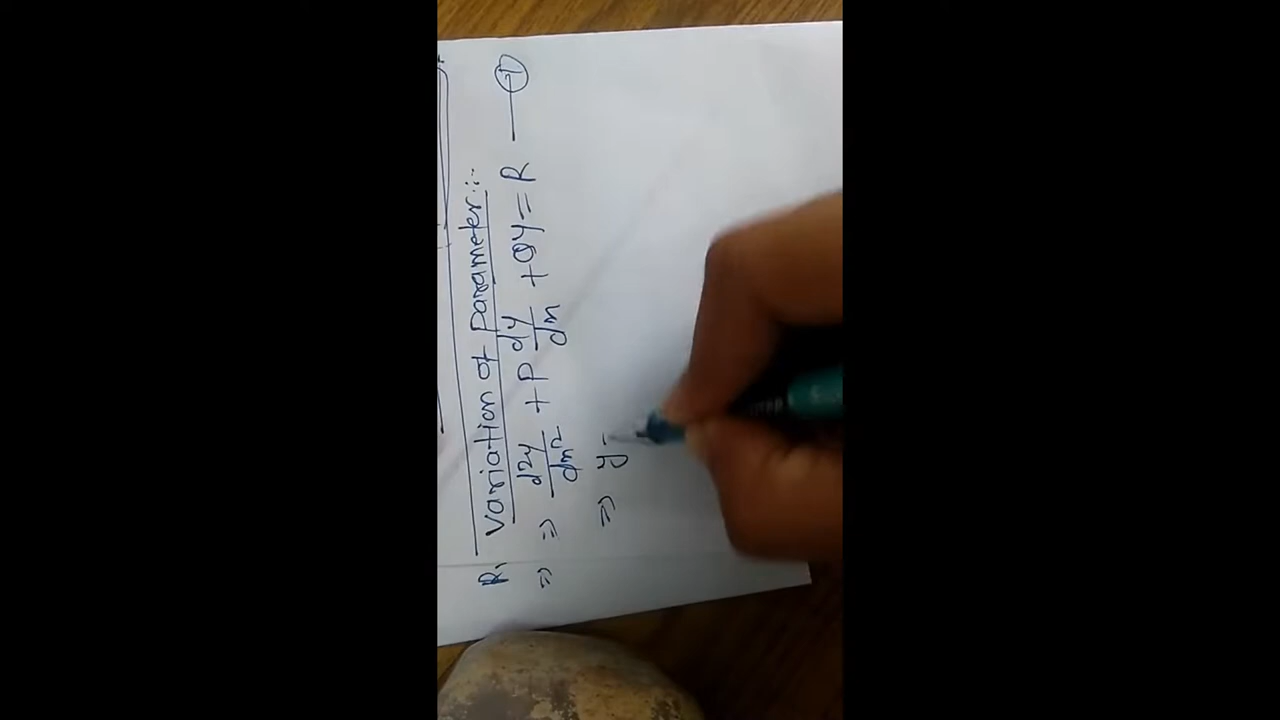 R, Variation of parameter:-
=> => d2y/dx2 + P dy/dx + Qy = R — 1
=> y =